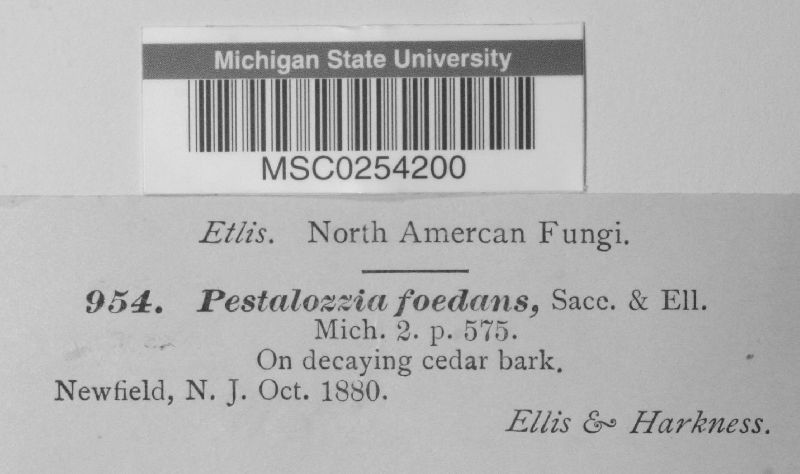 Michigan State University
MSC0254200
Etlis. North Amercan Fungi.
954. Pestalozzia foedans, Sacc. & Ell.
Mich. 2. p. 575.
On decaying cedar bark.
Newfield, N. J. Oct. 1880.
Ellis & Harkness.